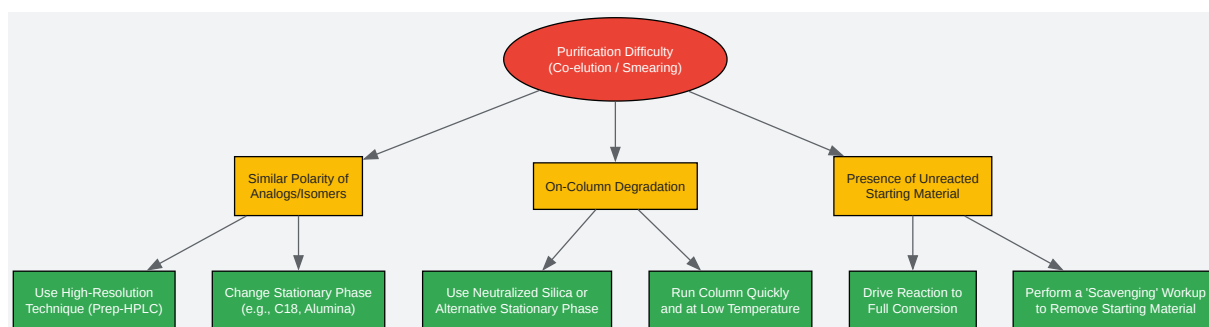 Purification Difficulty
(Co-elution / Smearing)
Similar Polarity of
Analogs/Isomers
On-Column Degradation
Presence of Unreacted
Starting Material
Use High-Resolution
Technique (Prep-HPLC)
Change Stationary Phase
(e.g., C18, Alumina)
Use Neutralized Silica or
Alternative Stationary Phase
Run Column Quickly
and at Low Temperature
Drive Reaction to
Full Conversion
Perform a 'Scavenging' Workup
to Remove Starting Material